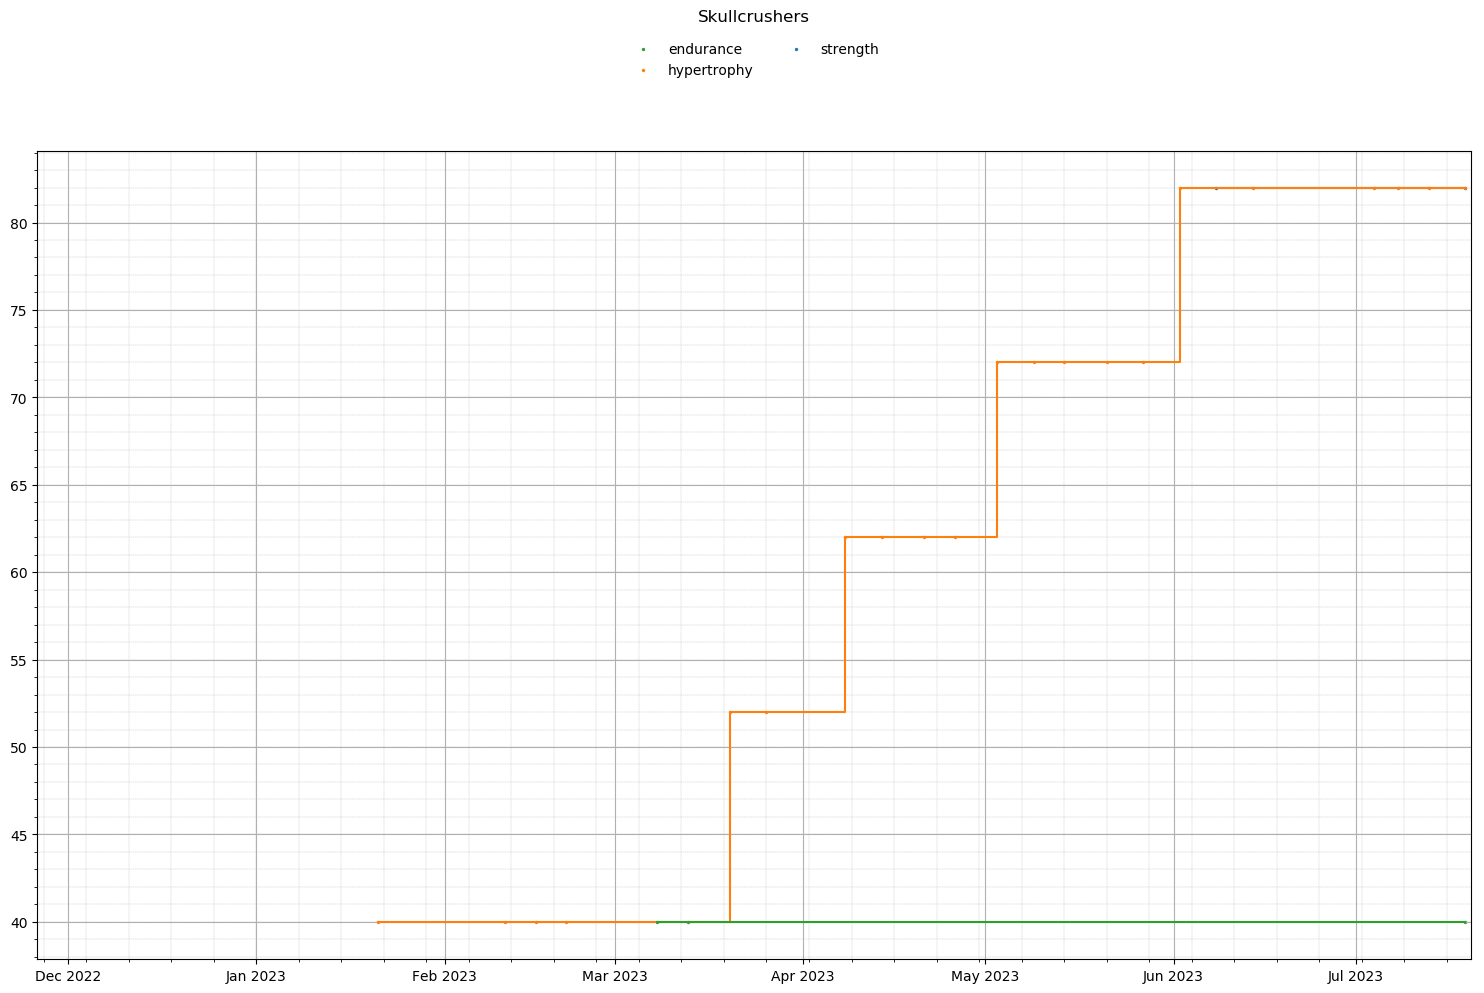 Skullcrushers
endurance
hypertrophy
strength
80
75
70
65
60
55
50
45
40
Dec 2022
Jan 2023
Feb 2023
Mar 2023
Apr 2023
May 2023
Jun 2023
Jul 2023